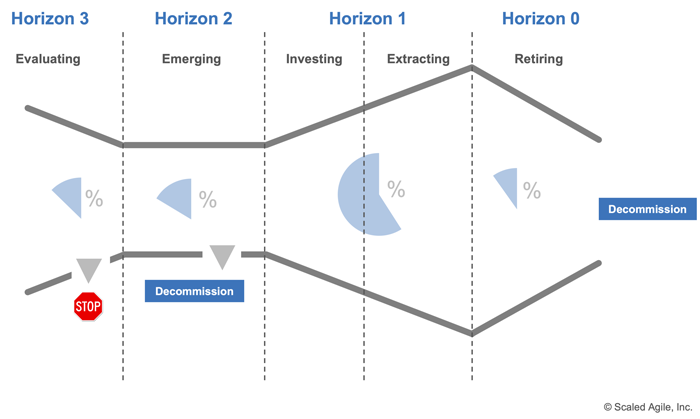 Horizon 3 Horizon 2 Horizon 1 Horizon 0
Evaluating Emerging Investing Extracting Retiring
% % % %
Decommission
Decommission
STOP
© Scaled Agile, Inc.